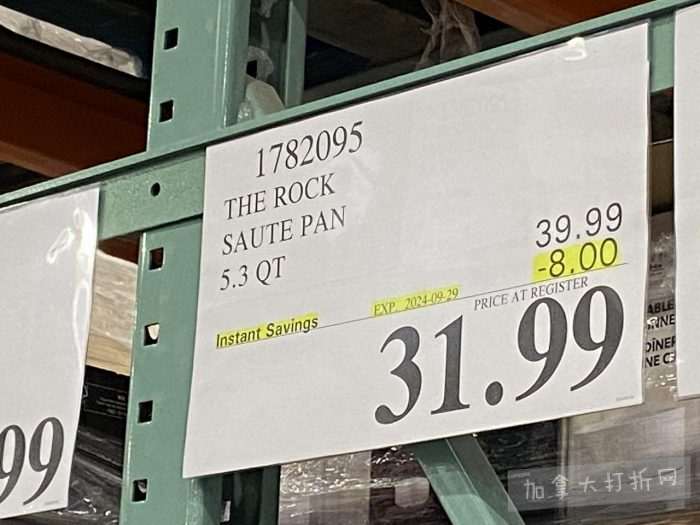 1782095
THE ROCK
SAUTE PAN
5.3 QT
39.99
-8.00
Instant Savings
EXP. 2024-09-29
PRICE AT REGISTER
31.99
99
DÎNER
加拿大打折网